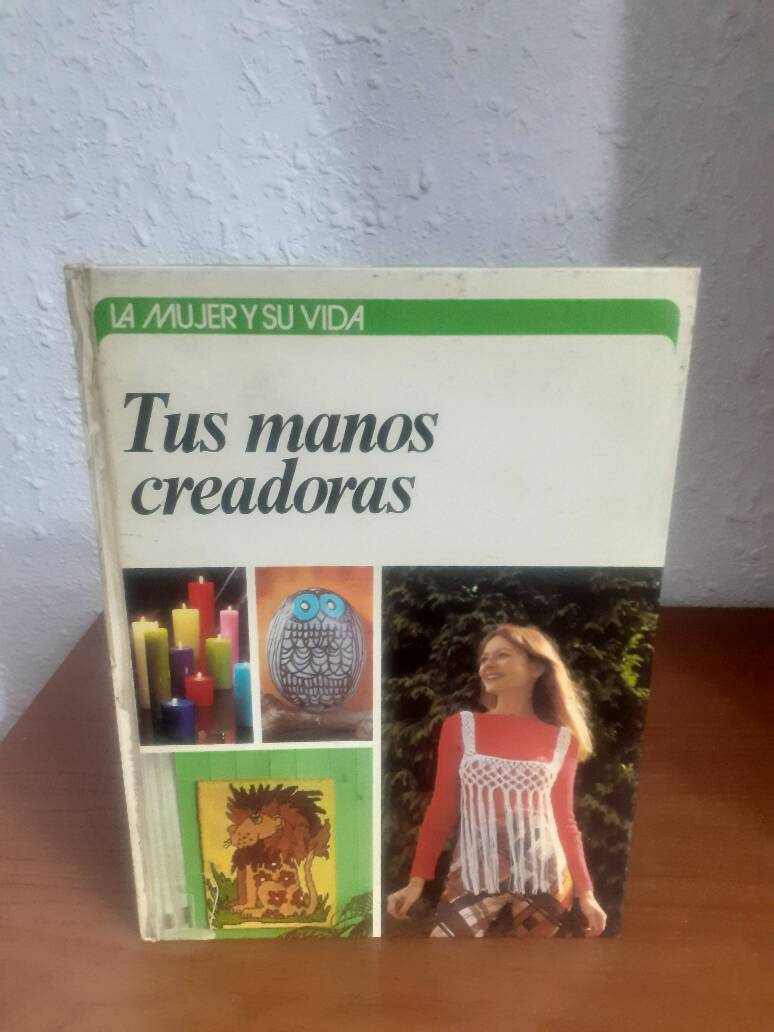 LA MUJER Y SU VIDA
Tus manos
creadoras